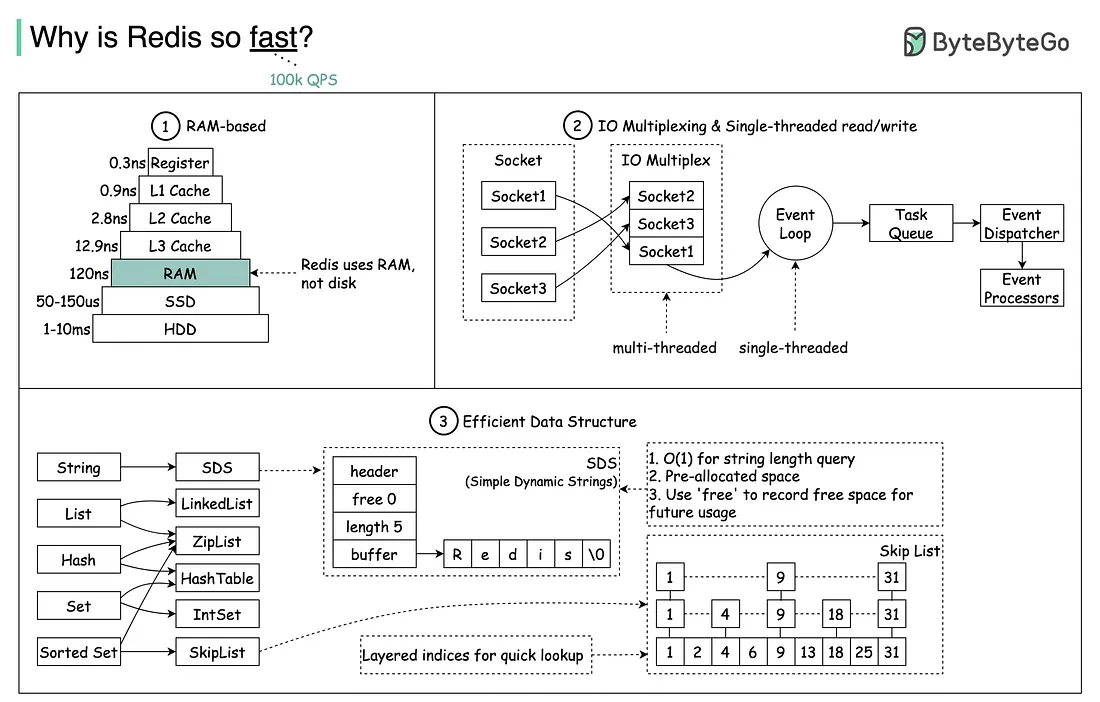 Why is Redis so fast?
100k QPS
ByteByteGo
1 RAM-based
0.3ns Register
0.9ns L1 Cache
2.8ns L2 Cache
12.9ns L3 Cache
120ns RAM
50-150us SSD
1-10ms HDD
Redis uses RAM,
not disk
2 IO Multiplexing & Single-threaded read/write
Socket
Socket1
Socket2
Socket3
IO Multiplex
Socket2
Socket3
Socket1
multi-threaded
Event
Loop
single-threaded
Task
Queue
Event
Dispatcher
Event
Processors
3 Efficient Data Structure
String
List
Hash
Set
Sorted Set
SDS
LinkedList
ZipList
HashTable
IntSet
SkipList
header
free 0
length 5
buffer
R e d i s \0
SDS
(Simple Dynamic Strings)
1. O(1) for string length query
2. Pre-allocated space
3. Use 'free' to record free space for
future usage
Skip List
1 9 31
1 4 9 18 31
1 2 4 6 9 13 18 25 31
Layered indices for quick lookup